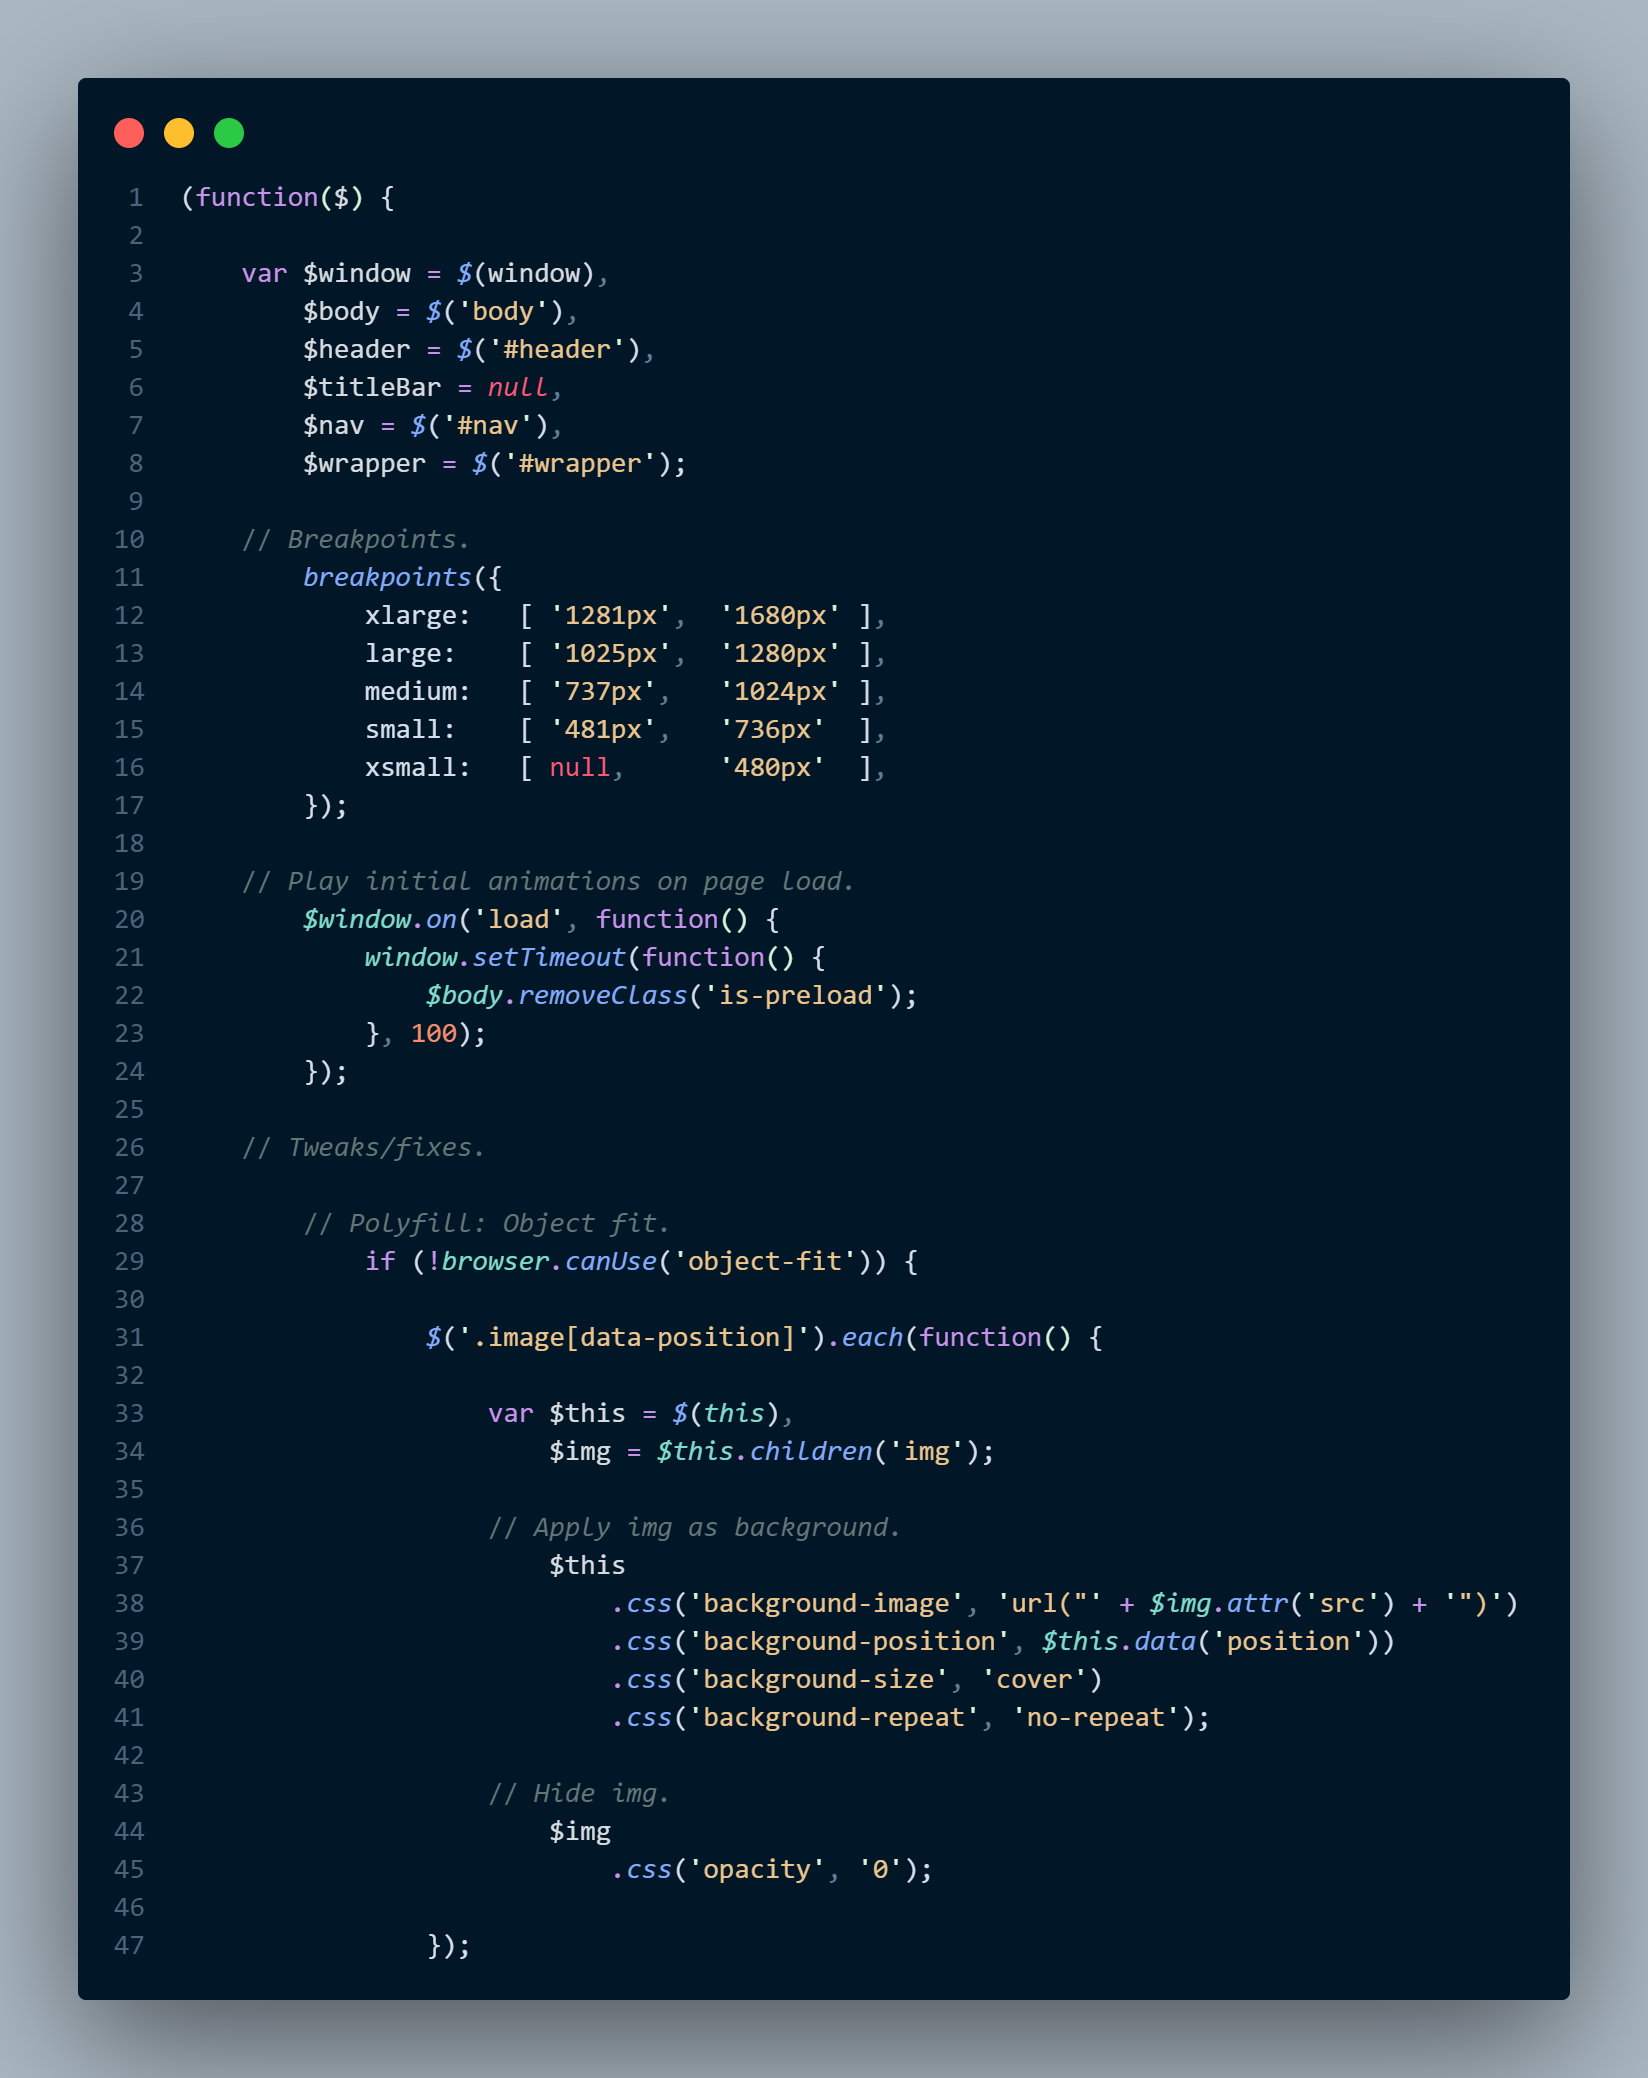 1 (function($) {
2
3     var $window = $(window),
4         $body = $('body'),
5         $header = $('#header'),
6         $titleBar = null,
7         $nav = $('#nav'),
8         $wrapper = $('#wrapper');
9
10     // Breakpoints.
11         breakpoints({
12             xlarge:   [ '1281px',  '1680px' ],
13             large:    [ '1025px',  '1280px' ],
14             medium:   [ '737px',   '1024px' ],
15             small:    [ '481px',   '736px'  ],
16             xsmall:   [ null,      '480px'  ],
17         });
18
19     // Play initial animations on page load.
20         $window.on('load', function() {
21             window.setTimeout(function() {
22                 $body.removeClass('is-preload');
23             }, 100);
24         });
25
26     // Tweaks/fixes.
27
28         // Polyfill: Object fit.
29             if (!browser.canUse('object-fit')) {
30
31                 $('.image[data-position]').each(function() {
32
33                     var $this = $(this),
34                         $img = $this.children('img');
35
36                     // Apply img as background.
37                         $this
38                             .css('background-image', 'url("' + $img.attr('src') + '")')
39                             .css('background-position', $this.data('position'))
40                             .css('background-size', 'cover')
41                             .css('background-repeat', 'no-repeat');
42
43                     // Hide img.
44                         $img
45                             .css('opacity', '0');
46
47                 });